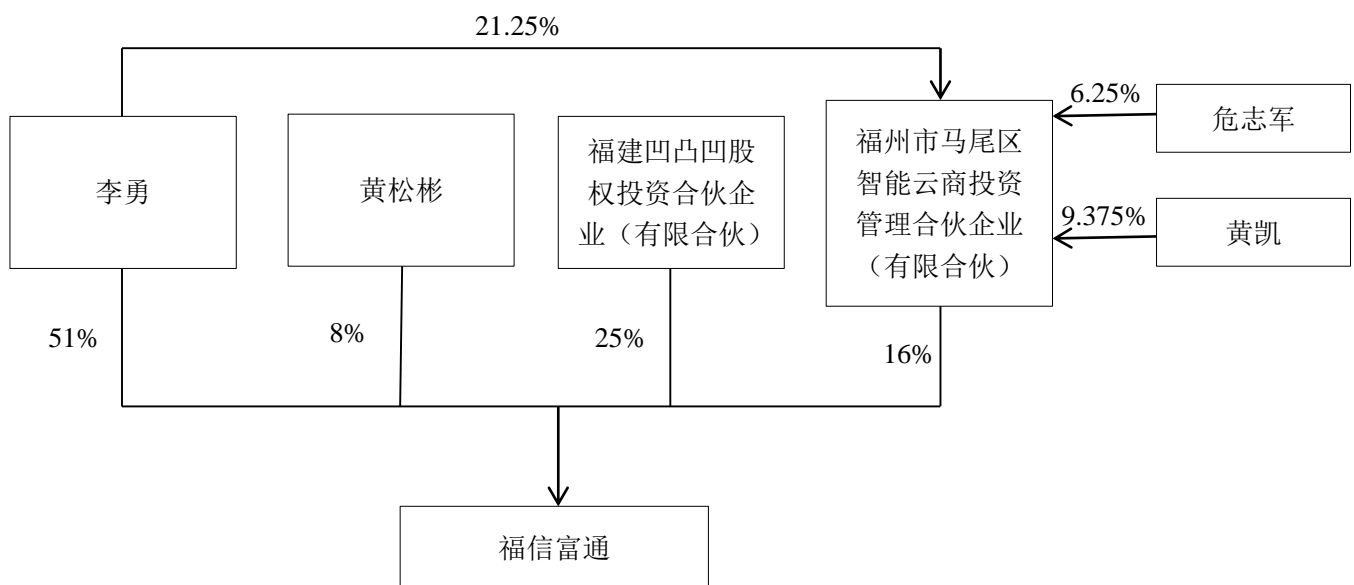 21.25%
李勇
黄松彬
福建凹凸凹股
权投资合伙企
业（有限合伙）
福州市马尾区
智能云商投资
管理合伙企业
（有限合伙）
6.25%
危志军
9.375%
黄凯
51%
8%
25%
16%
福信富通